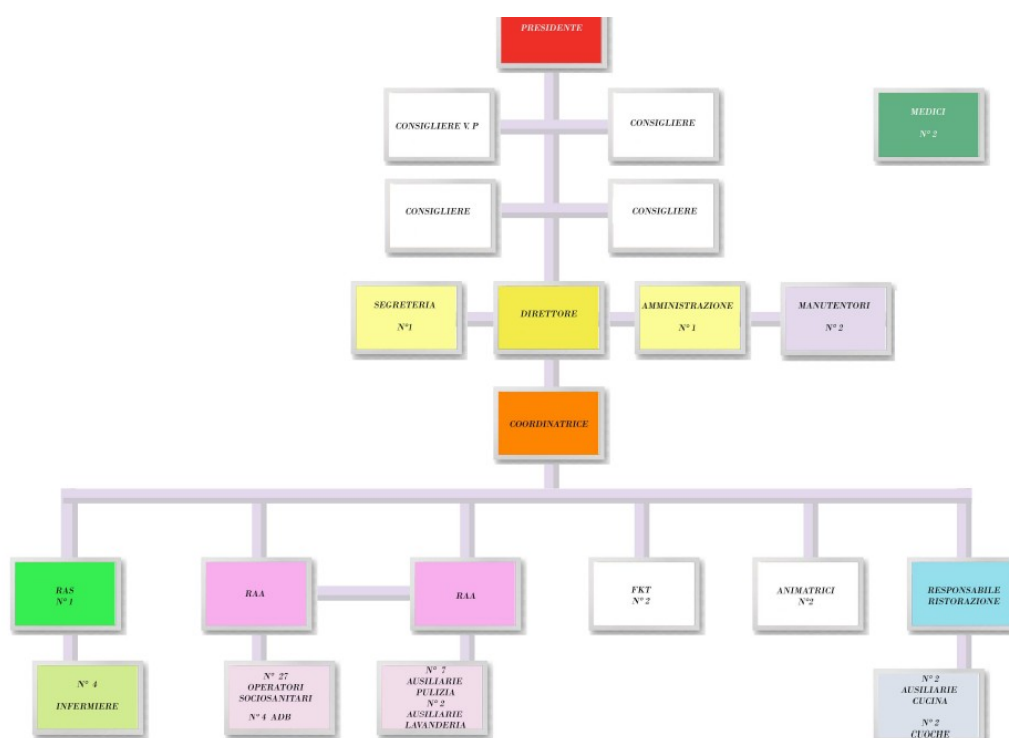 PRESIDENTE
CONSIGLIERE V. P
CONSIGLIERE
MEDICI
N° 2
CONSIGLIERE
CONSIGLIERE
SEGRETERIA
N°1
DIRETTORE
AMMINISTRAZIONE
N° 1
MANUTENTORI
N° 2
COORDINATRICE
RAS
N° 1
RAA
RAA
FKT
N° 2
ANIMATRICI
N°2
RESPONSABILE
RISTORAZIONE
N° 4
INFERMIERE
N° 27
OPERATORI
SOCIOSANITARI
N° 4 ADB
N° 7
AUSILIARIE
PULIZIA
N° 2
AUSILIARIE
LAVANDERIA
N° 2
AUSILIARIE
CUCINA
N° 2
CUOCHE